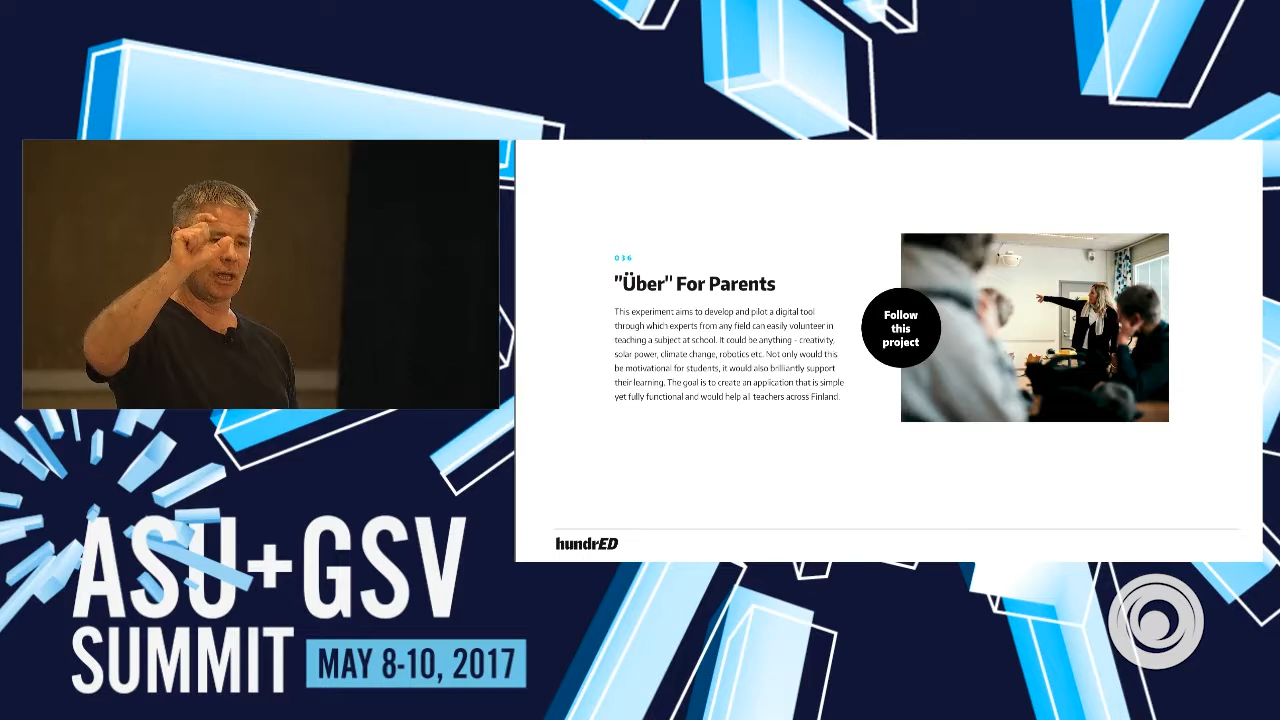 036
"Über" For Parents
This experiment aims to develop and pilot a digital tool
through which experts from any field can easily volunteer in
teaching a subject at school. It could be anything - creativity,
solar power, climate change, robotics etc. Not only would this
be motivational for students, it would also brilliantly support
their learning. The goal is to create an application that is simple
yet fully functional and would help all teachers across Finland.
Follow
this
project
hundrED
ASU+GSV
SUMMIT
MAY 8-10, 2017